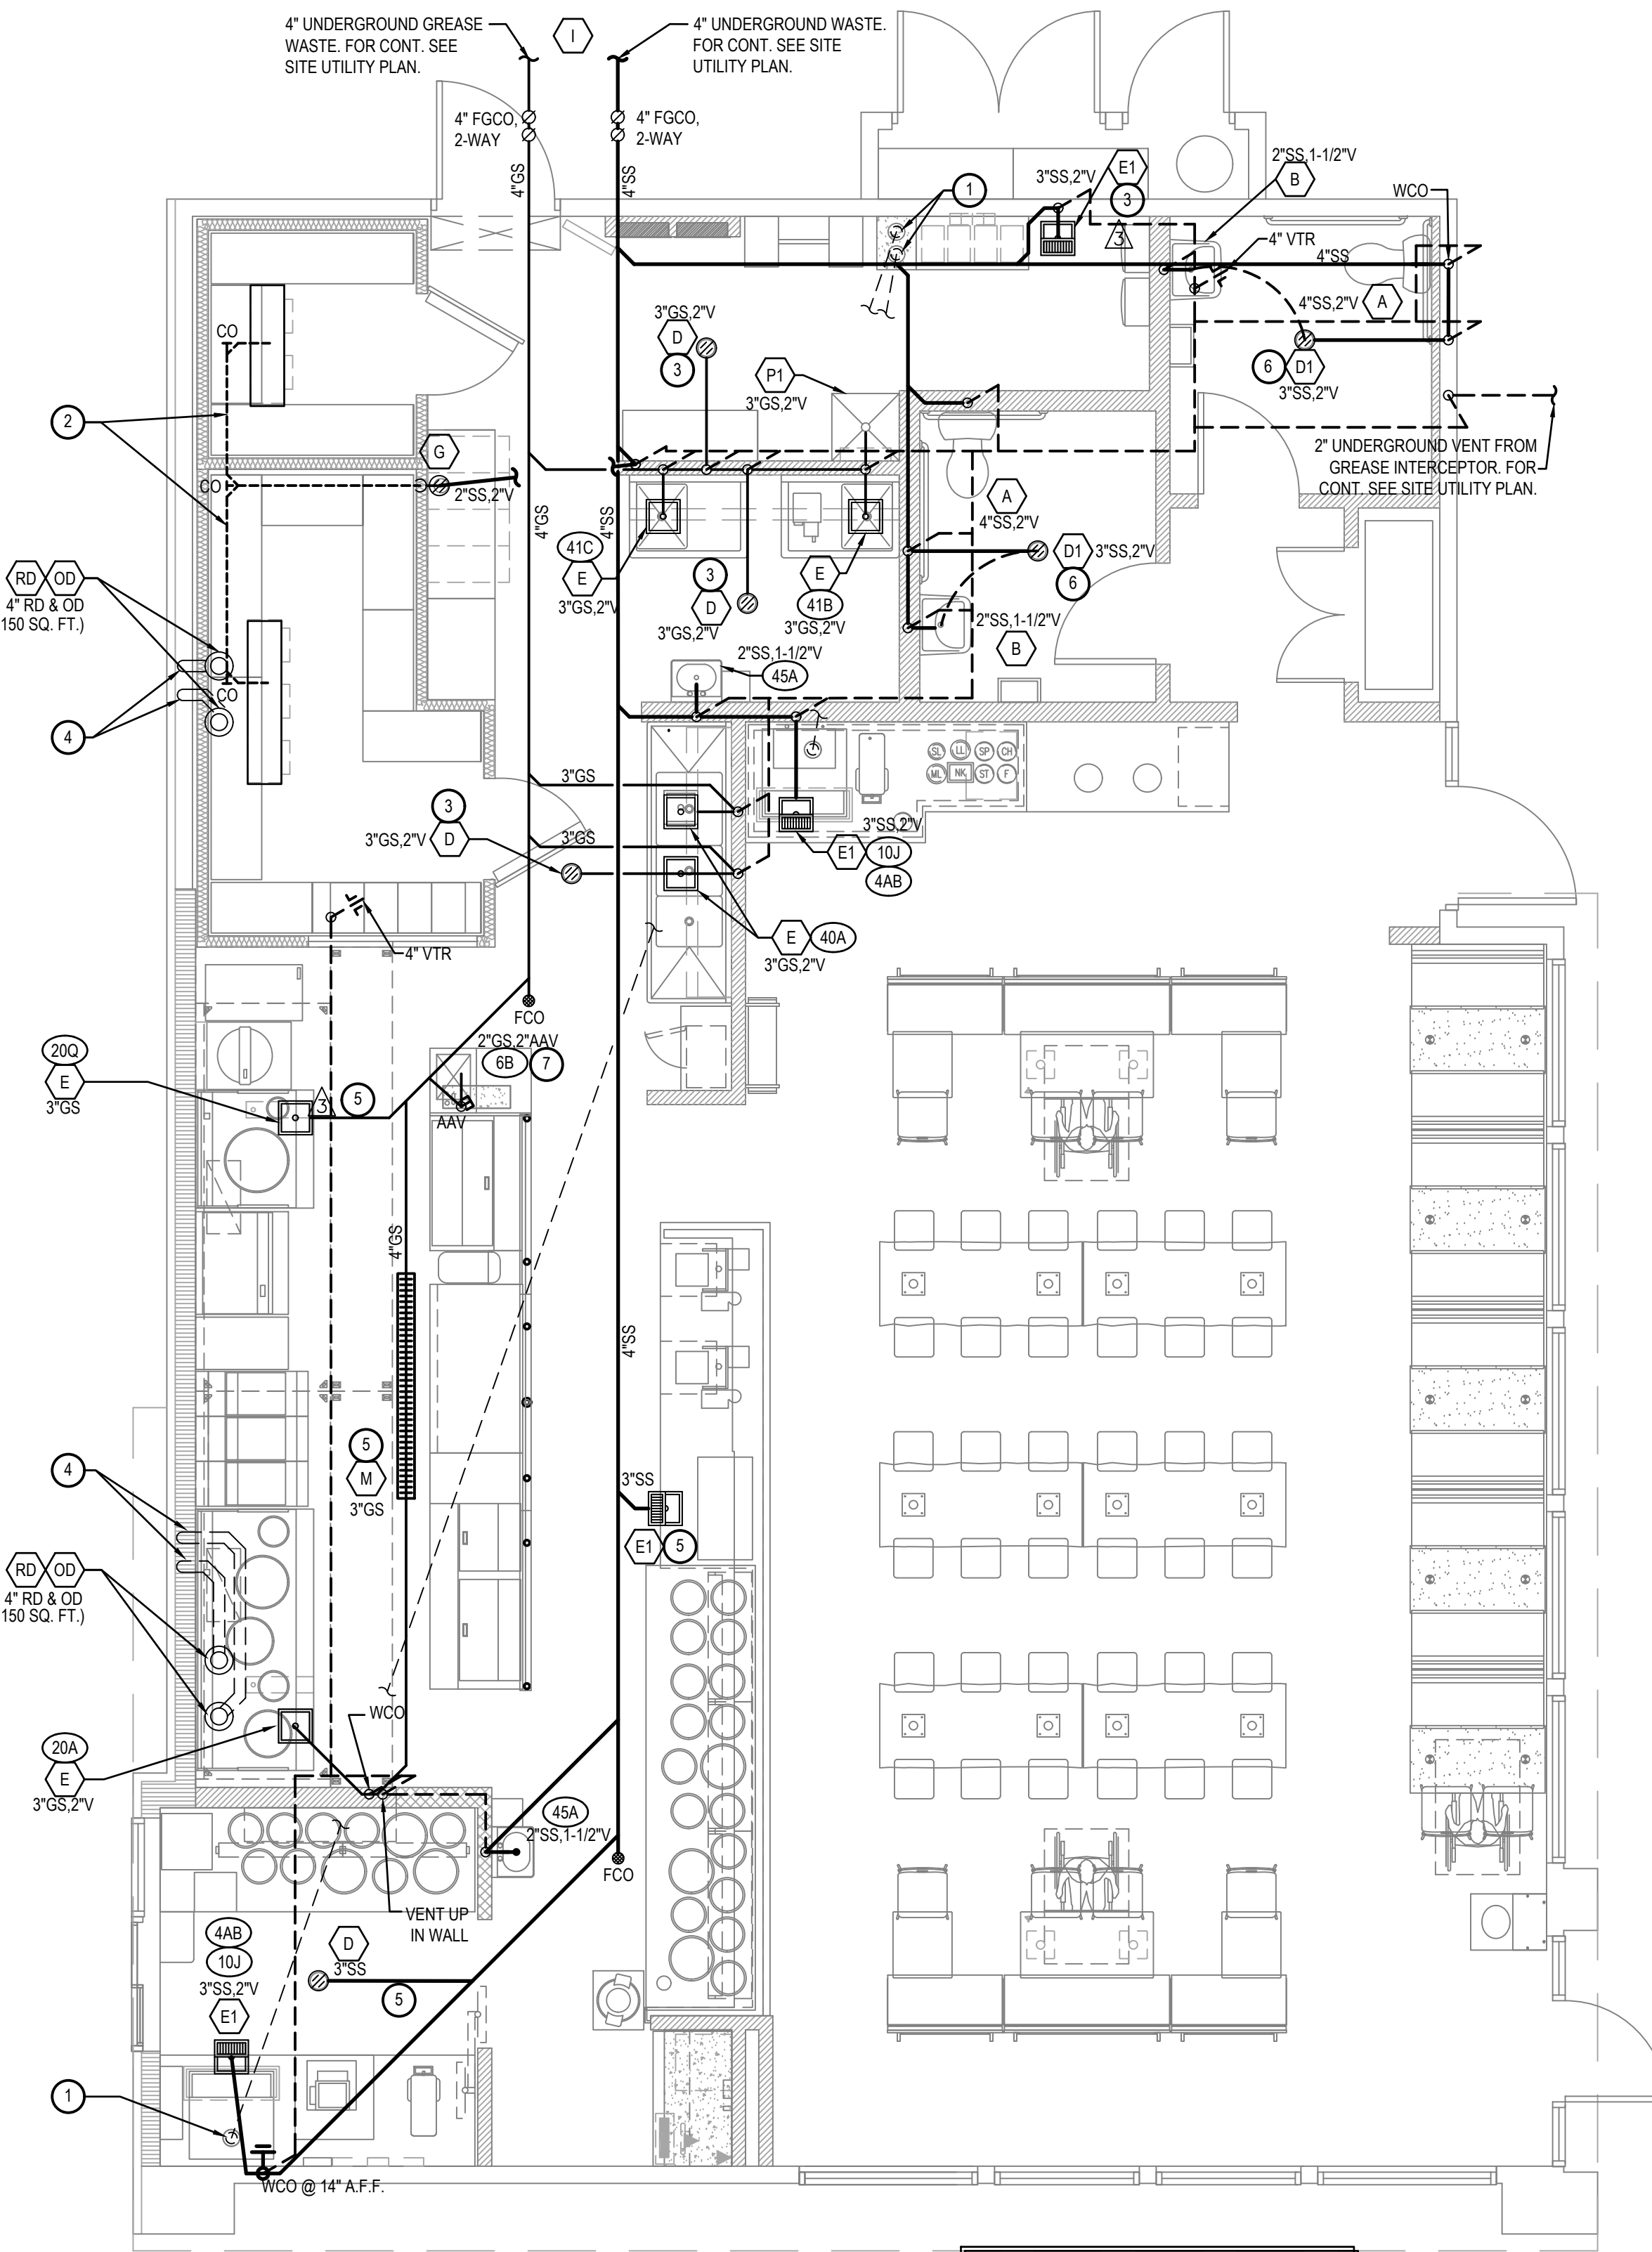 4" UNDERGROUND GREASE
WASTE. FOR CONT. SEE
SITE UTILITY PLAN.
I
4" UNDERGROUND WASTE.
FOR CONT. SEE SITE
UTILITY PLAN.
4" FGCO,
2-WAY
4" FGCO,
2-WAY
4"GS
4"SS
3"SS,2"V
E1
3
3
1
2"SS,1-1/2"V
B
WCO
4" VTR
4"SS
4"SS,2"V
A
6
D1
3"SS,2"V
2" UNDERGROUND VENT FROM
GREASE INTERCEPTOR. FOR
CONT. SEE SITE UTILITY PLAN.
3"GS,2"V
D
3
P1
3"GS,2"V
CO
2
CO
G
2"SS,2"V
4"GS
4"SS
A
4"SS,2"V
D1
3"SS,2"V
6
41C
E
3"GS,2"V
3
D
3"GS,2"V
E
41B
3"GS,2"V
2"SS,1-1/2"V
B
RD
OD
4" RD & OD
150 SQ. FT.)
4
CO
2"SS,1-1/2"V
45A
SL
LL
SP
CH
ML
NK
ST
F
3"GS
3"GS
3
D
3"GS,2"V
3"SS,2"V
E1
10J
4AB
E
40A
3"GS,2"V
4" VTR
FCO
2"GS,2"AAV
6B
7
AAV
20Q
E
3"GS
3
5
4"GS
4"SS
5
M
3"GS
3"SS
E1
5
4
RD
OD
4" RD & OD
150 SQ. FT.)
WCO
20A
E
3"GS,2"V
45A
2"SS,1-1/2"V
FCO
VENT UP
IN WALL
4AB
10J
3"SS,2"V
E1
D
3"SS
5
1
WCO @ 14" A.F.F.